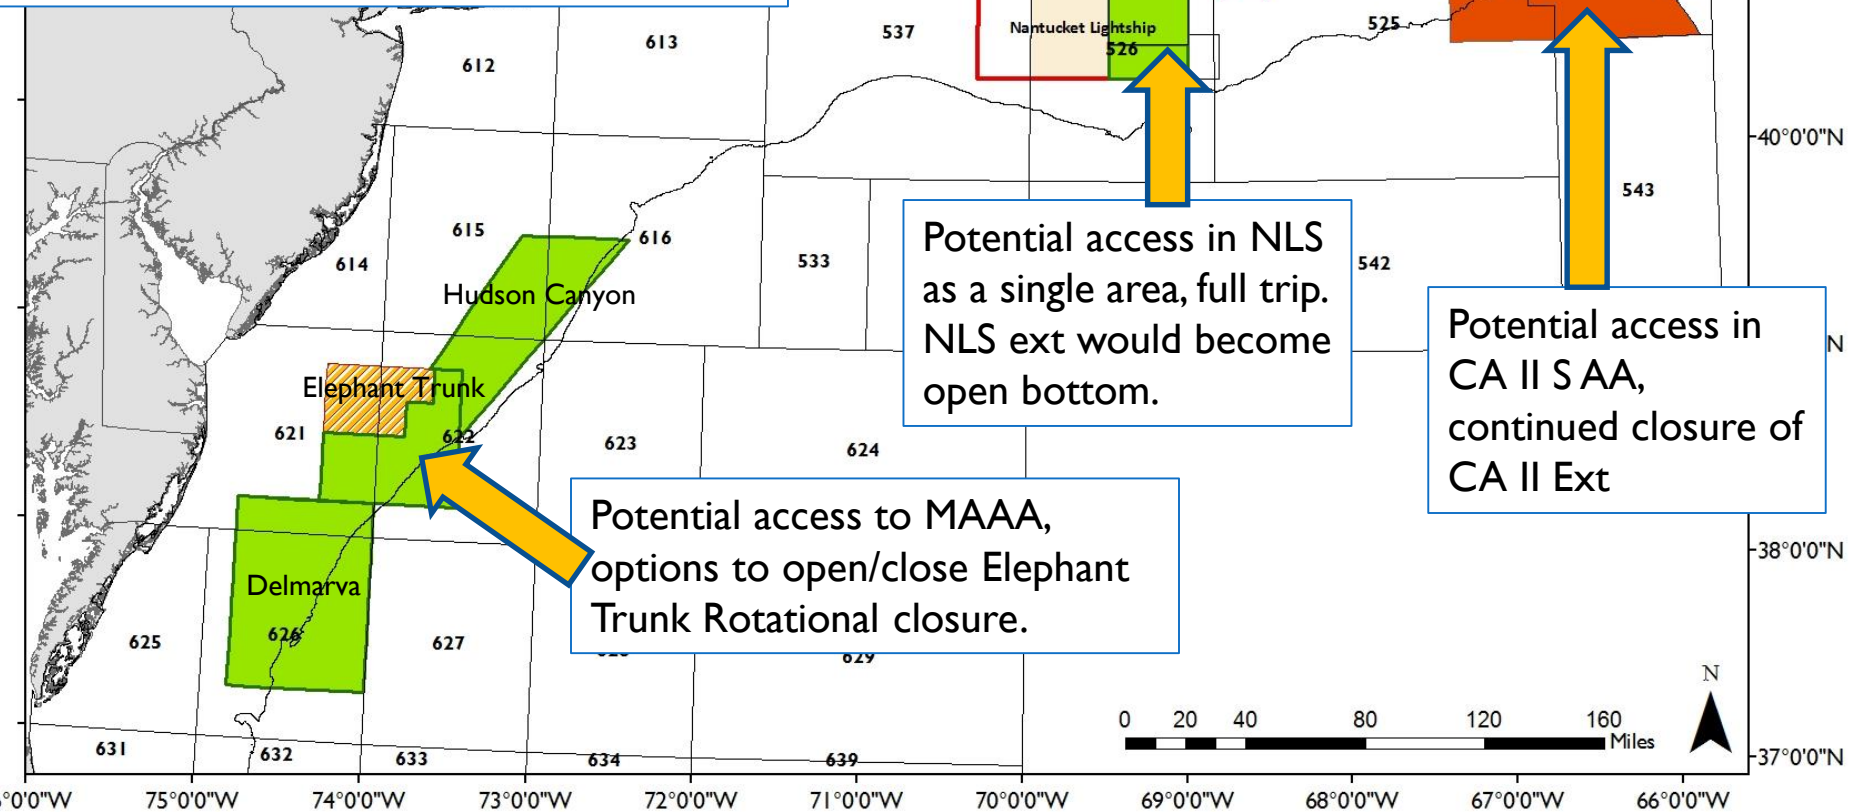 525
537
613
612
Nantucket Lightship
526
40°0'0"N
543
615
616
614
533
542
Hudson Canyon
Potential access in NLS
as a single area, full trip.
NLS ext would become
open bottom.
Potential access in
CA II S AA,
continued closure of
CA II Ext
N
Elephant Trunk
621
622
623
624
Potential access to MAAA,
options to open/close Elephant
Trunk Rotational closure.
38°0'0"N
Delmarva
625
626
627
629
N
0 20 40 80 120 160
Miles
631
632
633
634
639
37°0'0"N
°0'0"W 75°0'0"W 74°0'0"W 73°0'0"W 72°0'0"W 71°0'0"W 70°0'0"W 69°0'0"W 68°0'0"W 67°0'0"W 66°0'0"W